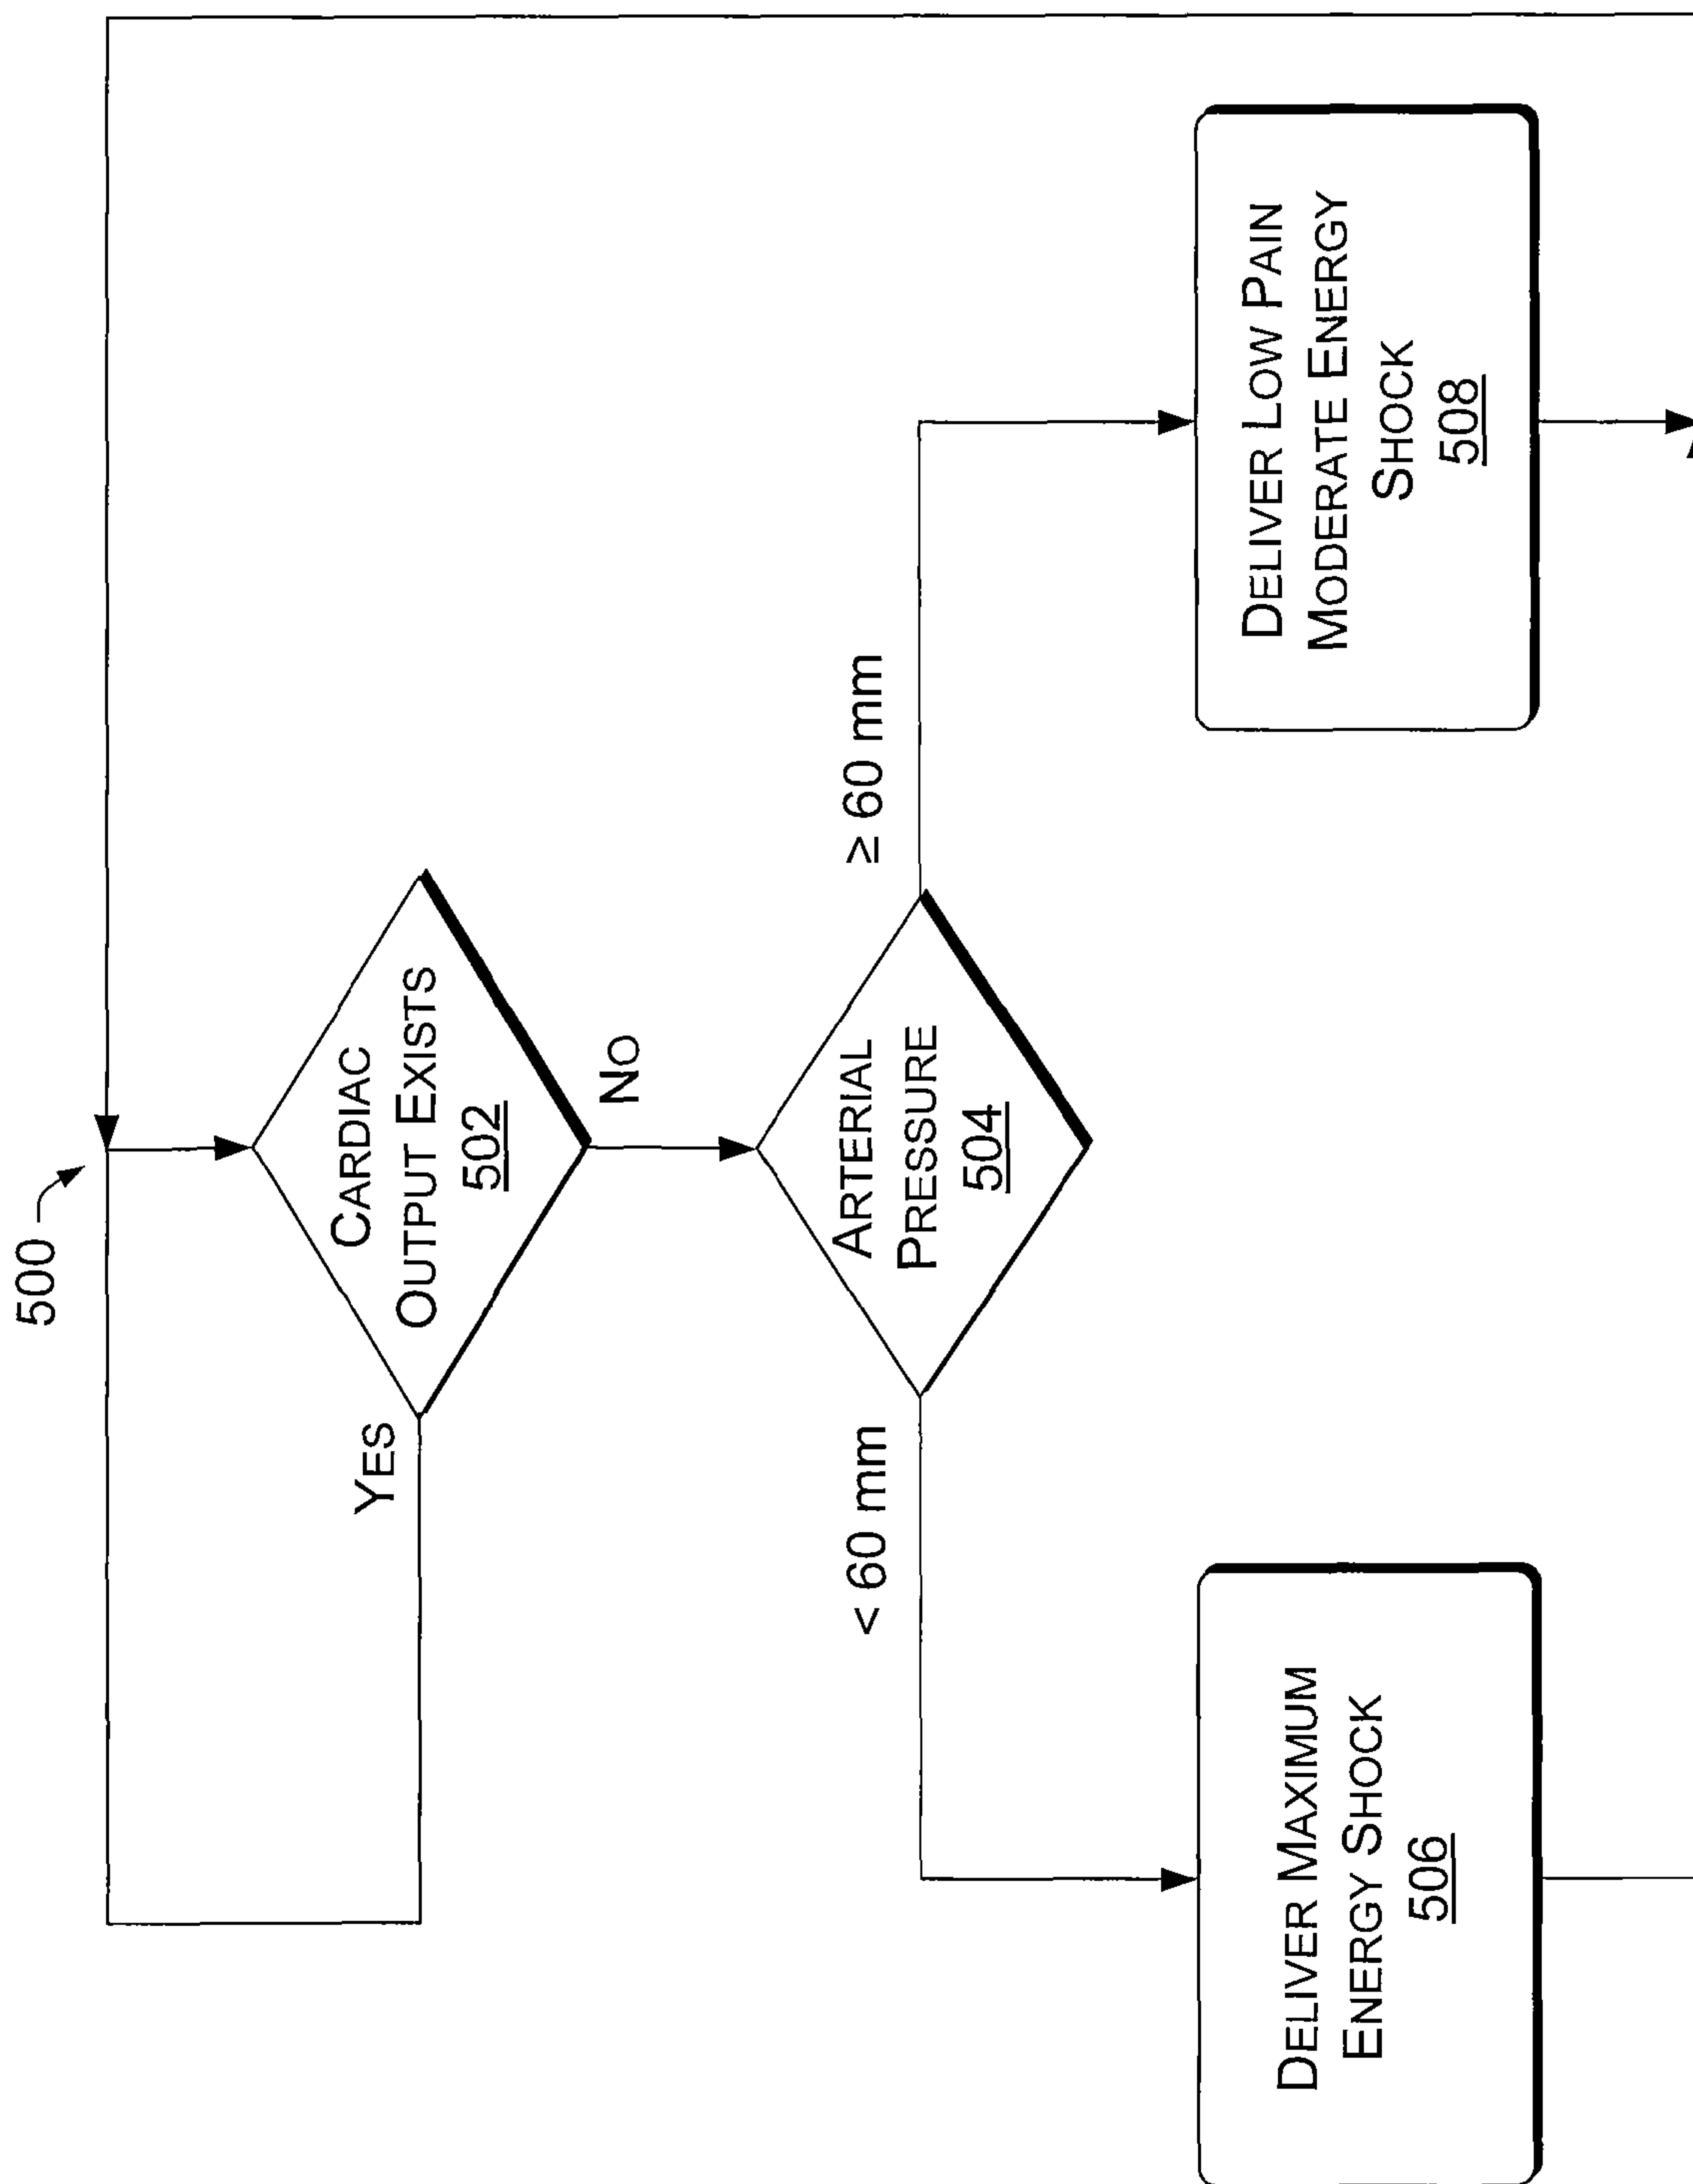 500
CARDIAC
OUTPUT EXISTS
502
YES
NO
ARTERIAL
PRESSURE
504
< 60 mm
≥ 60 mm
DELIVER MAXIMUM
ENERGY SHOCK
506
DELIVER LOW PAIN
MODERATE ENERGY
SHOCK
508